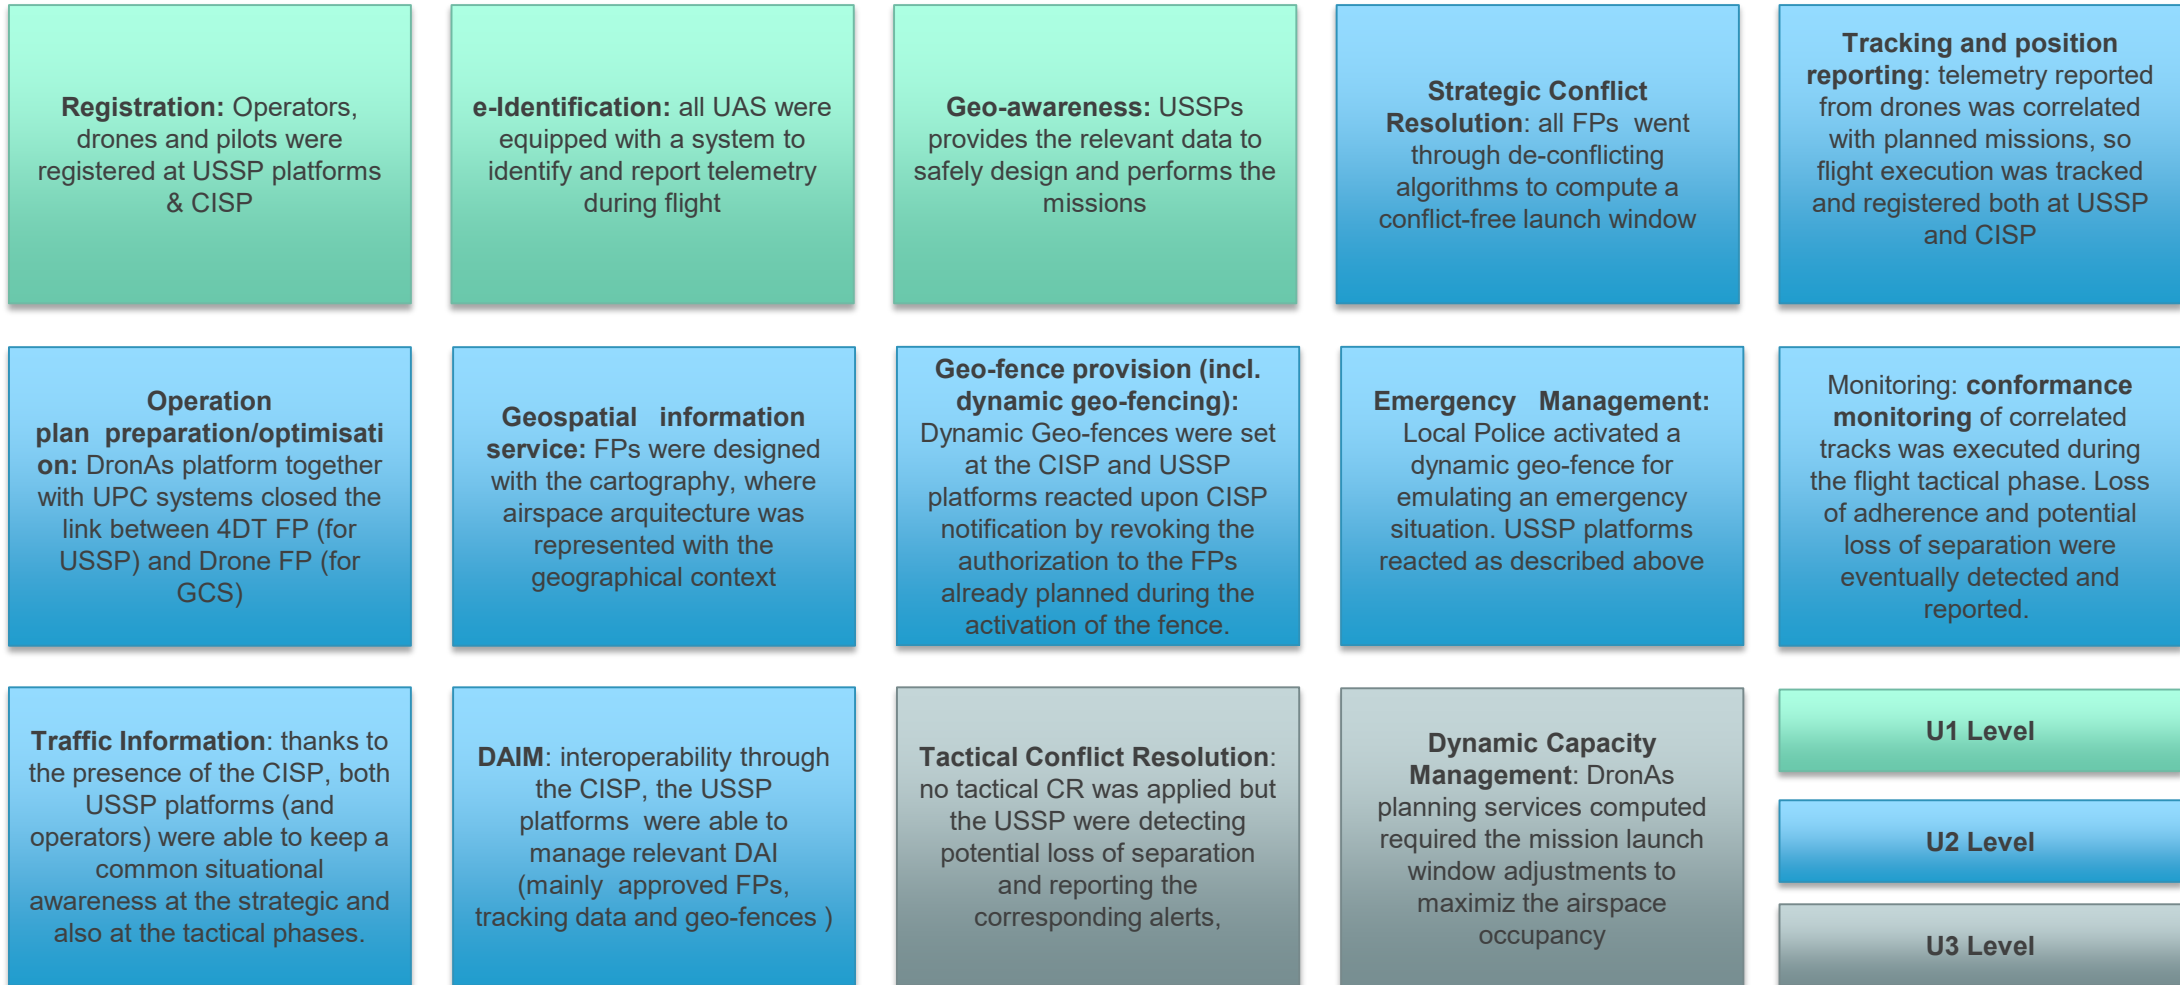 Registration: Operators,
drones and pilots were
registered at USSP platforms
& CISP
e-Identification: all UAS were
equipped with a system to
identify and report telemetry
during flight
Geo-awareness: USSPs
provides the relevant data to
safely design and performs the
missions
Strategic Conflict
Resolution: all FPs went
through de-conflicting
algorithms to compute a
conflict-free launch window
Tracking and position
reporting: telemetry reported
from drones was correlated
with planned missions, so
flight execution was tracked
and registered both at USSP
and CISP
Operation
plan preparation/optimisati
on: DronAs platform together
with UPC systems closed the
link between 4DT FP (for
USSP) and Drone FP (for
GCS)
Geospatial information
service: FPs were designed
with the cartography, where
airspace arquitecture was
represented with the
geographical context
Geo-fence provision (incl.
dynamic geo-fencing):
Dynamic Geo-fences were set
at the CISP and USSP
platforms reacted upon CISP
notification by revoking the
authorization to the FPs
already planned during the
activation of the fence.
Emergency Management:
Local Police activated a
dynamic geo-fence for
emulating an emergency
situation. USSP platforms
reacted as described above
Monitoring: conformance
monitoring of correlated
tracks was executed during
the flight tactical phase. Loss
of adherence and potential
loss of separation were
eventually detected and
reported.
Traffic Information: thanks to
the presence of the CISP, both
USSP platforms (and
operators) were able to keep a
common situational
awareness at the strategic and
also at the tactical phases.
DAIM: interoperability through
the CISP, the USSP
platforms were able to
manage relevant DAI
(mainly approved FPs,
tracking data and geo-fences )
Tactical Conflict Resolution:
no tactical CR was applied but
the USSP were detecting
potential loss of separation
and reporting the
corresponding alerts,
Dynamic Capacity
Management: DronAs
planning services computed
required the mission launch
window adjustments to
maximiz the airspace
occupancy
U1 Level
U2 Level
U3 Level